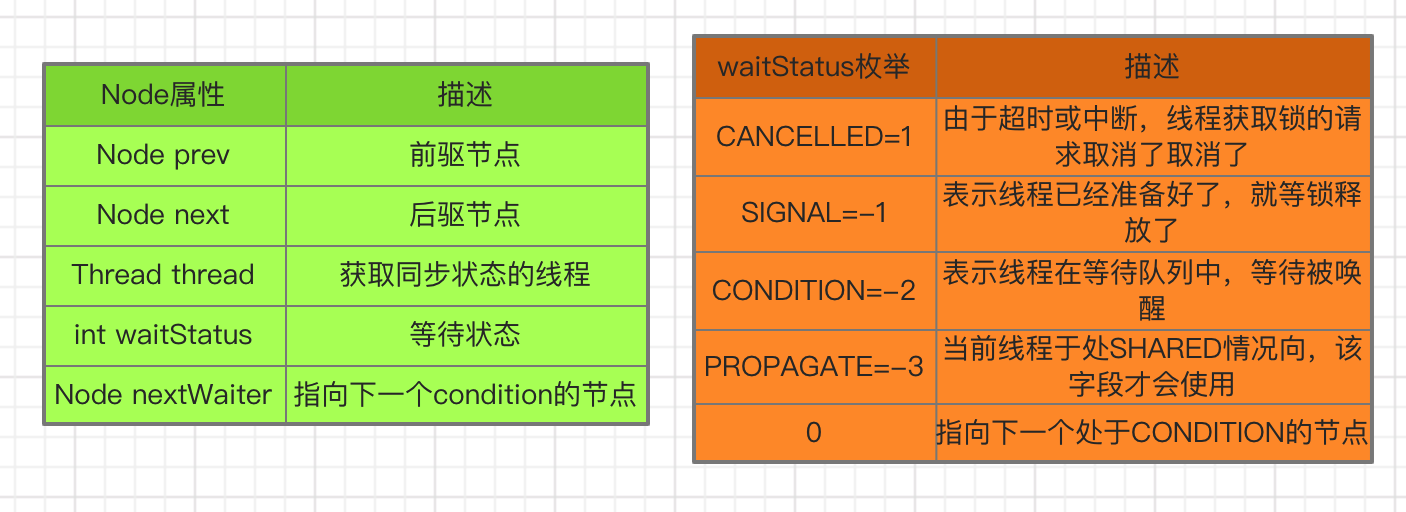 Node属性
描述
Node prev
前驱节点
Node next
后驱节点
Thread thread
获取同步状态的线程
int waitStatus
等待状态
Node nextWaiter
指向下一个condition的节点
waitStatus枚举
描述
CANCELLED=1
由于超时或中断，线程获取锁的请
求取消了取消了
SIGNAL=-1
表示线程已经准备好了，就等锁释
放了
CONDITION=-2
表示线程在等待队列中，等待被唤
醒
PROPAGATE=-3
当前线程于处SHARED情况向，该
字段才会使用
0
指向下一个处于CONDITION的节点